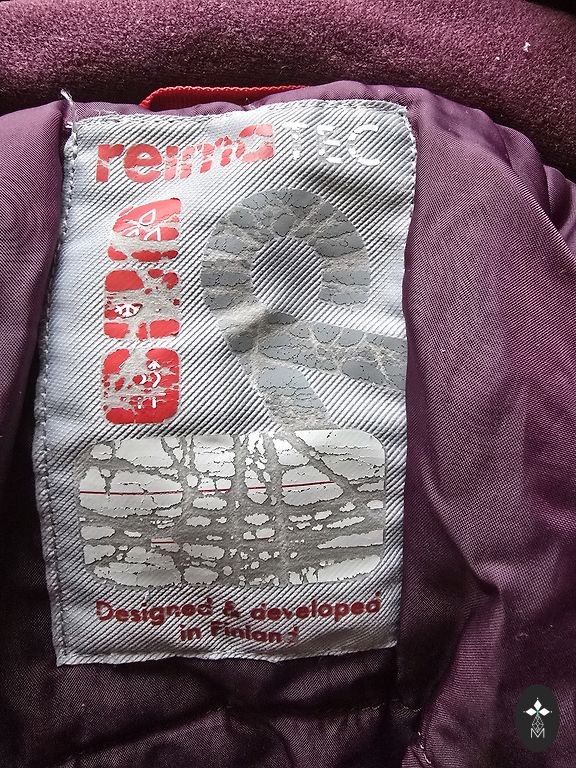 reimaTEC
Designed & developed
in Finland
M